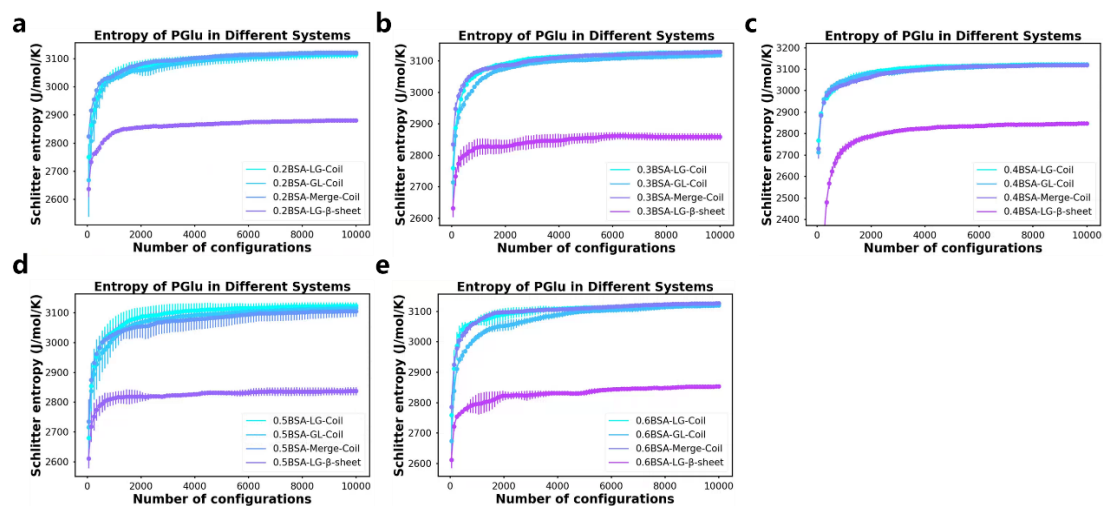 a
Entropy of PGlu in Different Systems
Schlitter entropy (J/mol/K)
3100
3000
2900
2800
2700
2600
0.2BSA-LG-Coil
0.2BSA-GL-Coil
0.2BSA-Merge-Coil
0.2BSA-LG-β-sheet
0 2000 4000 6000 8000 10000
Number of configurations
b
Entropy of PGlu in Different Systems
Schlitter entropy (J/mol/K)
3100
3000
2900
2800
2700
2600
0.3BSA-LG-Coil
0.3BSA-GL-Coil
0.3BSA-Merge-Coil
0.3BSA-LG-β-sheet
0 2000 4000 6000 8000 10000
Number of configurations
c
Entropy of PGlu in Different Systems
Schlitter entropy (J/mol/K)
3200
3100
3000
2900
2800
2700
2600
2500
2400
0.4BSA-LG-Coil
0.4BSA-GL-Coil
0.4BSA-Merge-Coil
0.4BSA-LG-β-sheet
0 2000 4000 6000 8000 10000
Number of configurations
d
Entropy of PGlu in Different Systems
Schlitter entropy (J/mol/K)
3100
3000
2900
2800
2700
2600
0.5BSA-LG-Coil
0.5BSA-GL-Coil
0.5BSA-Merge-Coil
0.5BSA-LG-β-sheet
0 2000 4000 6000 8000 10000
Number of configurations
e
Entropy of PGlu in Different Systems
Schlitter entropy (J/mol/K)
3100
3000
2900
2800
2700
2600
0.6BSA-LG-Coil
0.6BSA-GL-Coil
0.6BSA-Merge-Coil
0.6BSA-LG-β-sheet
0 2000 4000 6000 8000 10000
Number of configurations